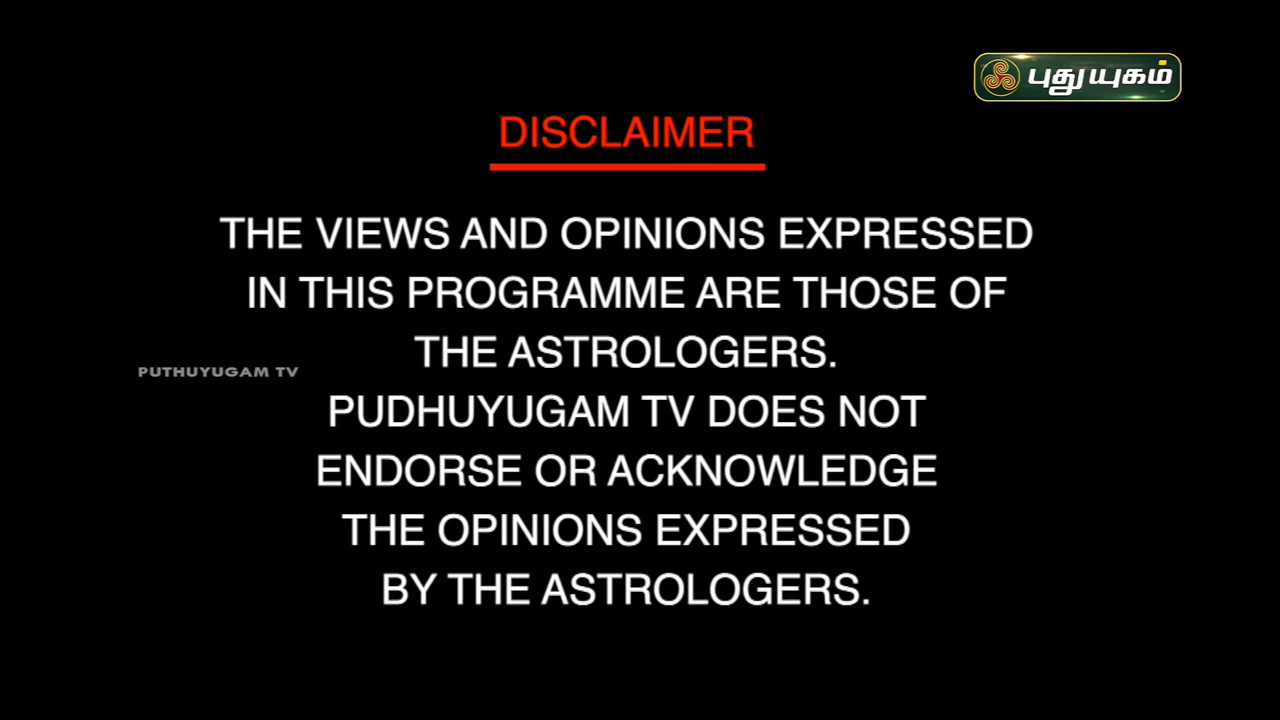 புதுயுகம்
DISCLAIMER
THE VIEWS AND OPINIONS EXPRESSED
IN THIS PROGRAMME ARE THOSE OF
THE ASTROLOGERS.
PUTHUYUGAM TV
PUDHUYUGAM TV DOES NOT
ENDORSE OR ACKNOWLEDGE
THE OPINIONS EXPRESSED
BY THE ASTROLOGERS.